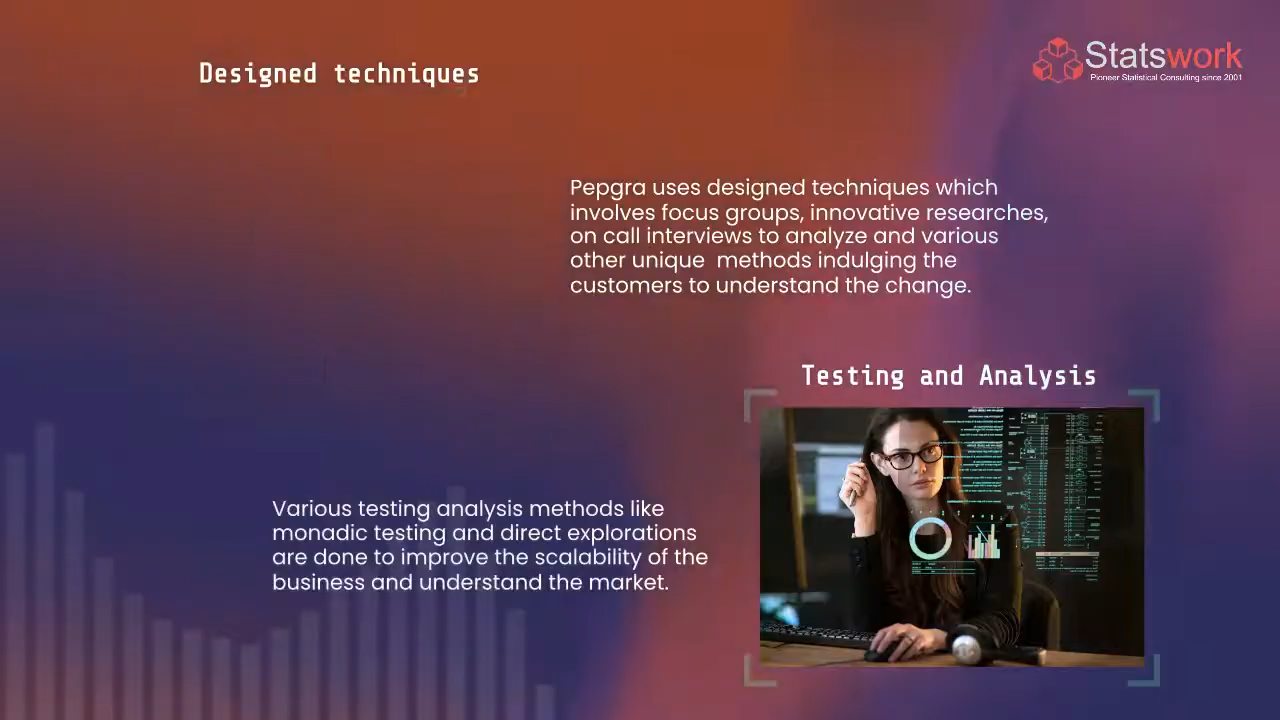 Designed techniques
Statswork
Pioneer Statistical Consulting since 2001
Pepgra uses designed techniques which
involves focus groups, innovative researches,
on call interviews to analyze and various
other unique  methods indulging the
customers to understand the change.
Testing and Analysis
Various testing analysis methods like
monadic testing and direct explorations
are done to improve the scalability of the
business and understand the market.